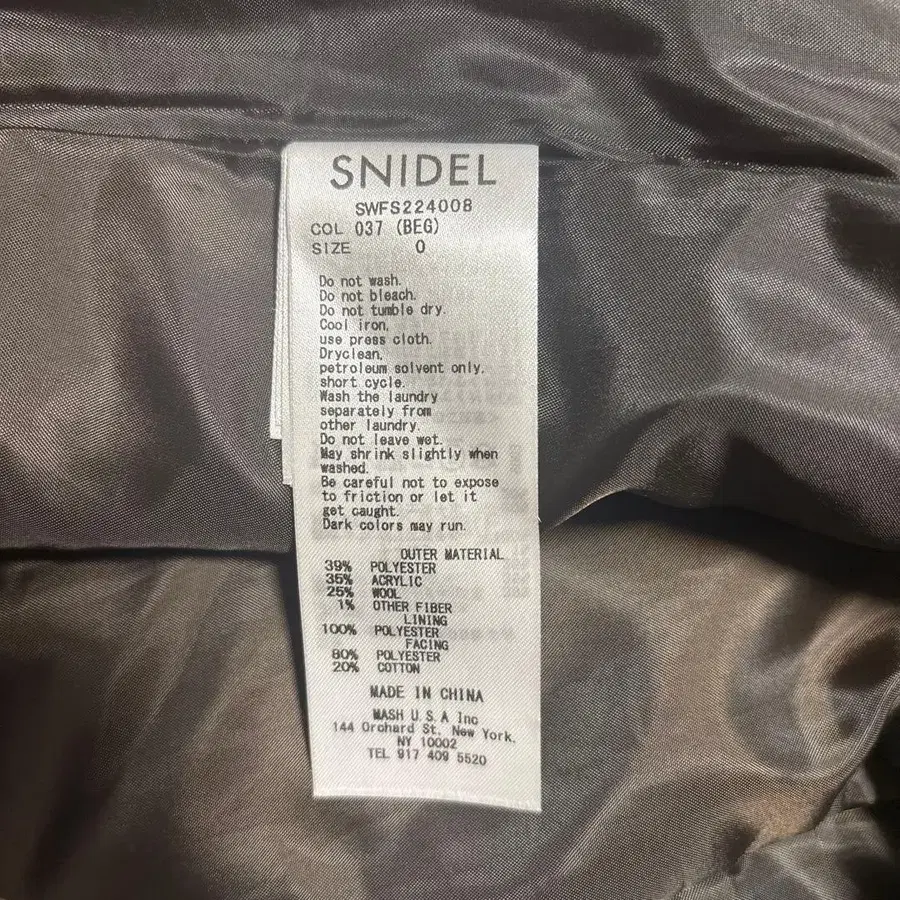 SNIDEL
SWFS224008
COL 037 (BEG)
SIZE 0
Do not wash.
Do not bleach.
Do not tumble dry.
Cool iron,
use press cloth.
Dryclean,
petroleum solvent only.
short cycle.
Wash the laundry
separately from
other laundry.
Do not leave wet.
May shrink slightly when
washed.
Be careful not to expose
to friction or let it
get caught.
Dark colors may run.
OUTER MATERIAL
39% POLYESTER
35% ACRYLIC
25% WOOL
1% OTHER FIBER
LINING
100% POLYESTER
FACING
80% POLYESTER
20% COTTON
MADE IN CHINA
MASH U.S.A Inc
144 Orchard St, New York.
NY 10002
TEL 917 409 5520